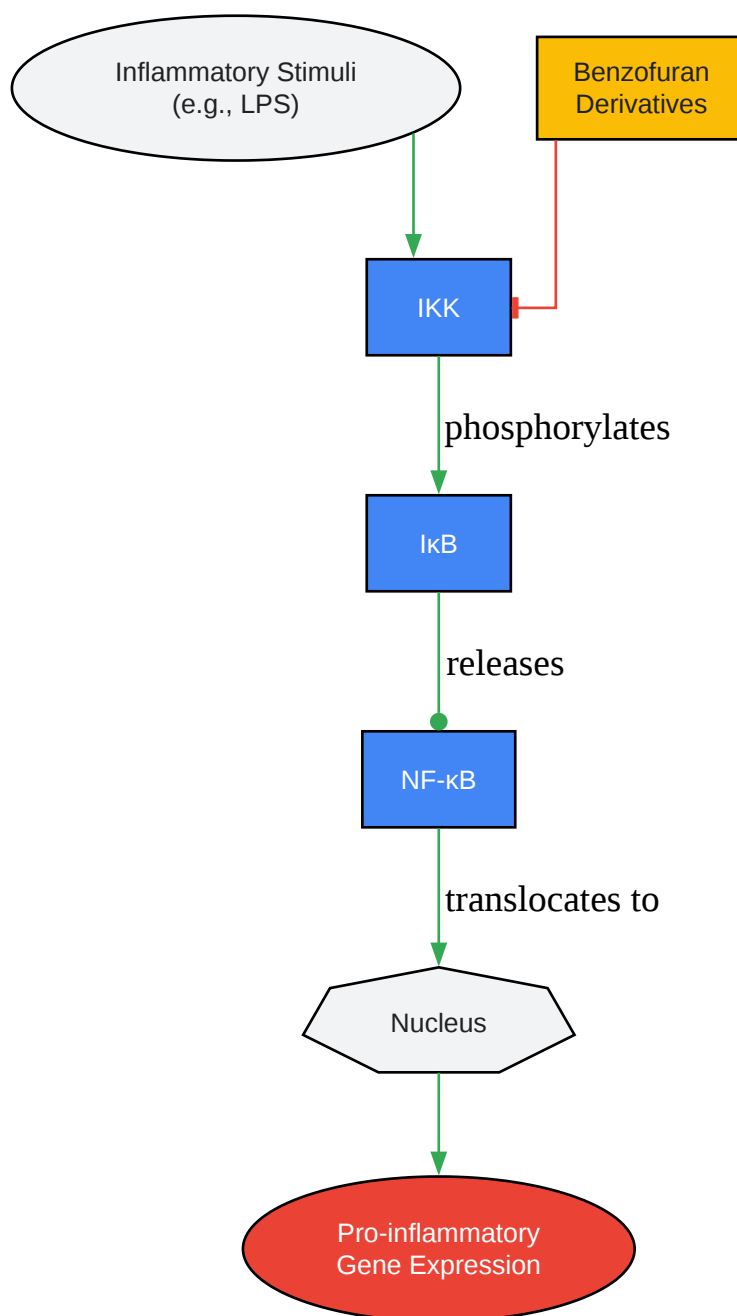 Inflammatory Stimuli
(e.g., LPS)
Benzofuran
Derivatives
IKK
phosphorylates
IκB
releases
NF-κB
translocates to
Nucleus
Pro-inflammatory
Gene Expression